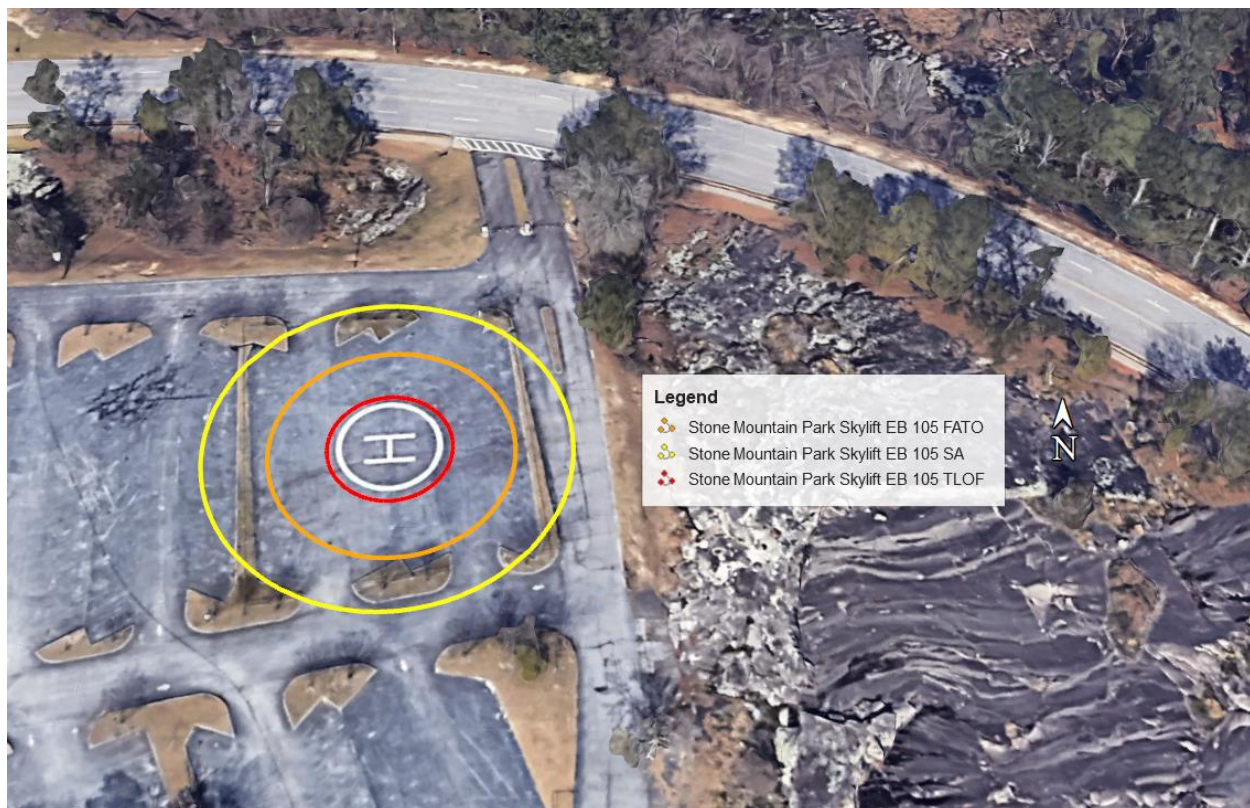 H
Legend
Stone Mountain Park Skylift EB 105 FATO
Stone Mountain Park Skylift EB 105 SA
Stone Mountain Park Skylift EB 105 TLOF
N